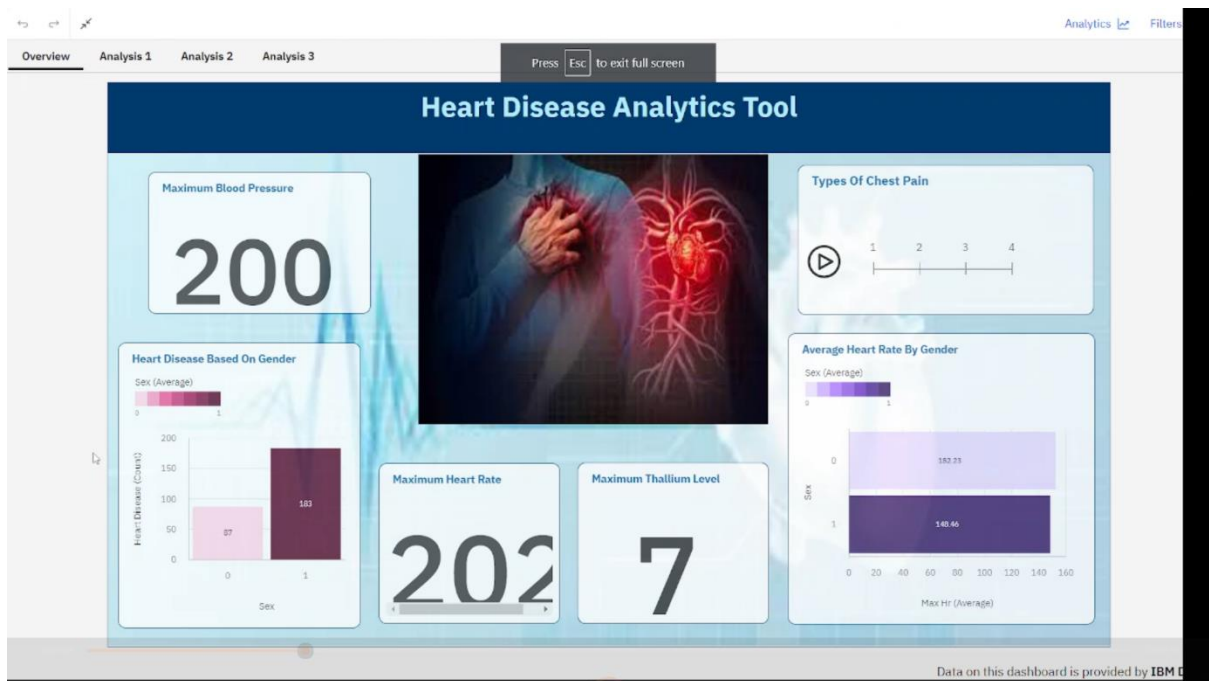 Analytics
Filters
Overview
Analysis 1
Analysis 2
Analysis 3
Press Esc to exit full screen
Heart Disease Analytics Tool
Maximum Blood Pressure
200
Types Of Chest Pain
1 2 3 4
Heart Disease Based On Gender
Sex (Average)
0 1
Heart Disease (Count)
200
150
100
50
0
87
183
0 1
Sex
Maximum Heart Rate
202
Maximum Thallium Level
7
Average Heart Rate By Gender
Sex (Average)
0 1
Sex
0
1
148.46
0 20 40 60 80 100 120 140 160
Max Hr (Average)
Data on this dashboard is provided by IBM